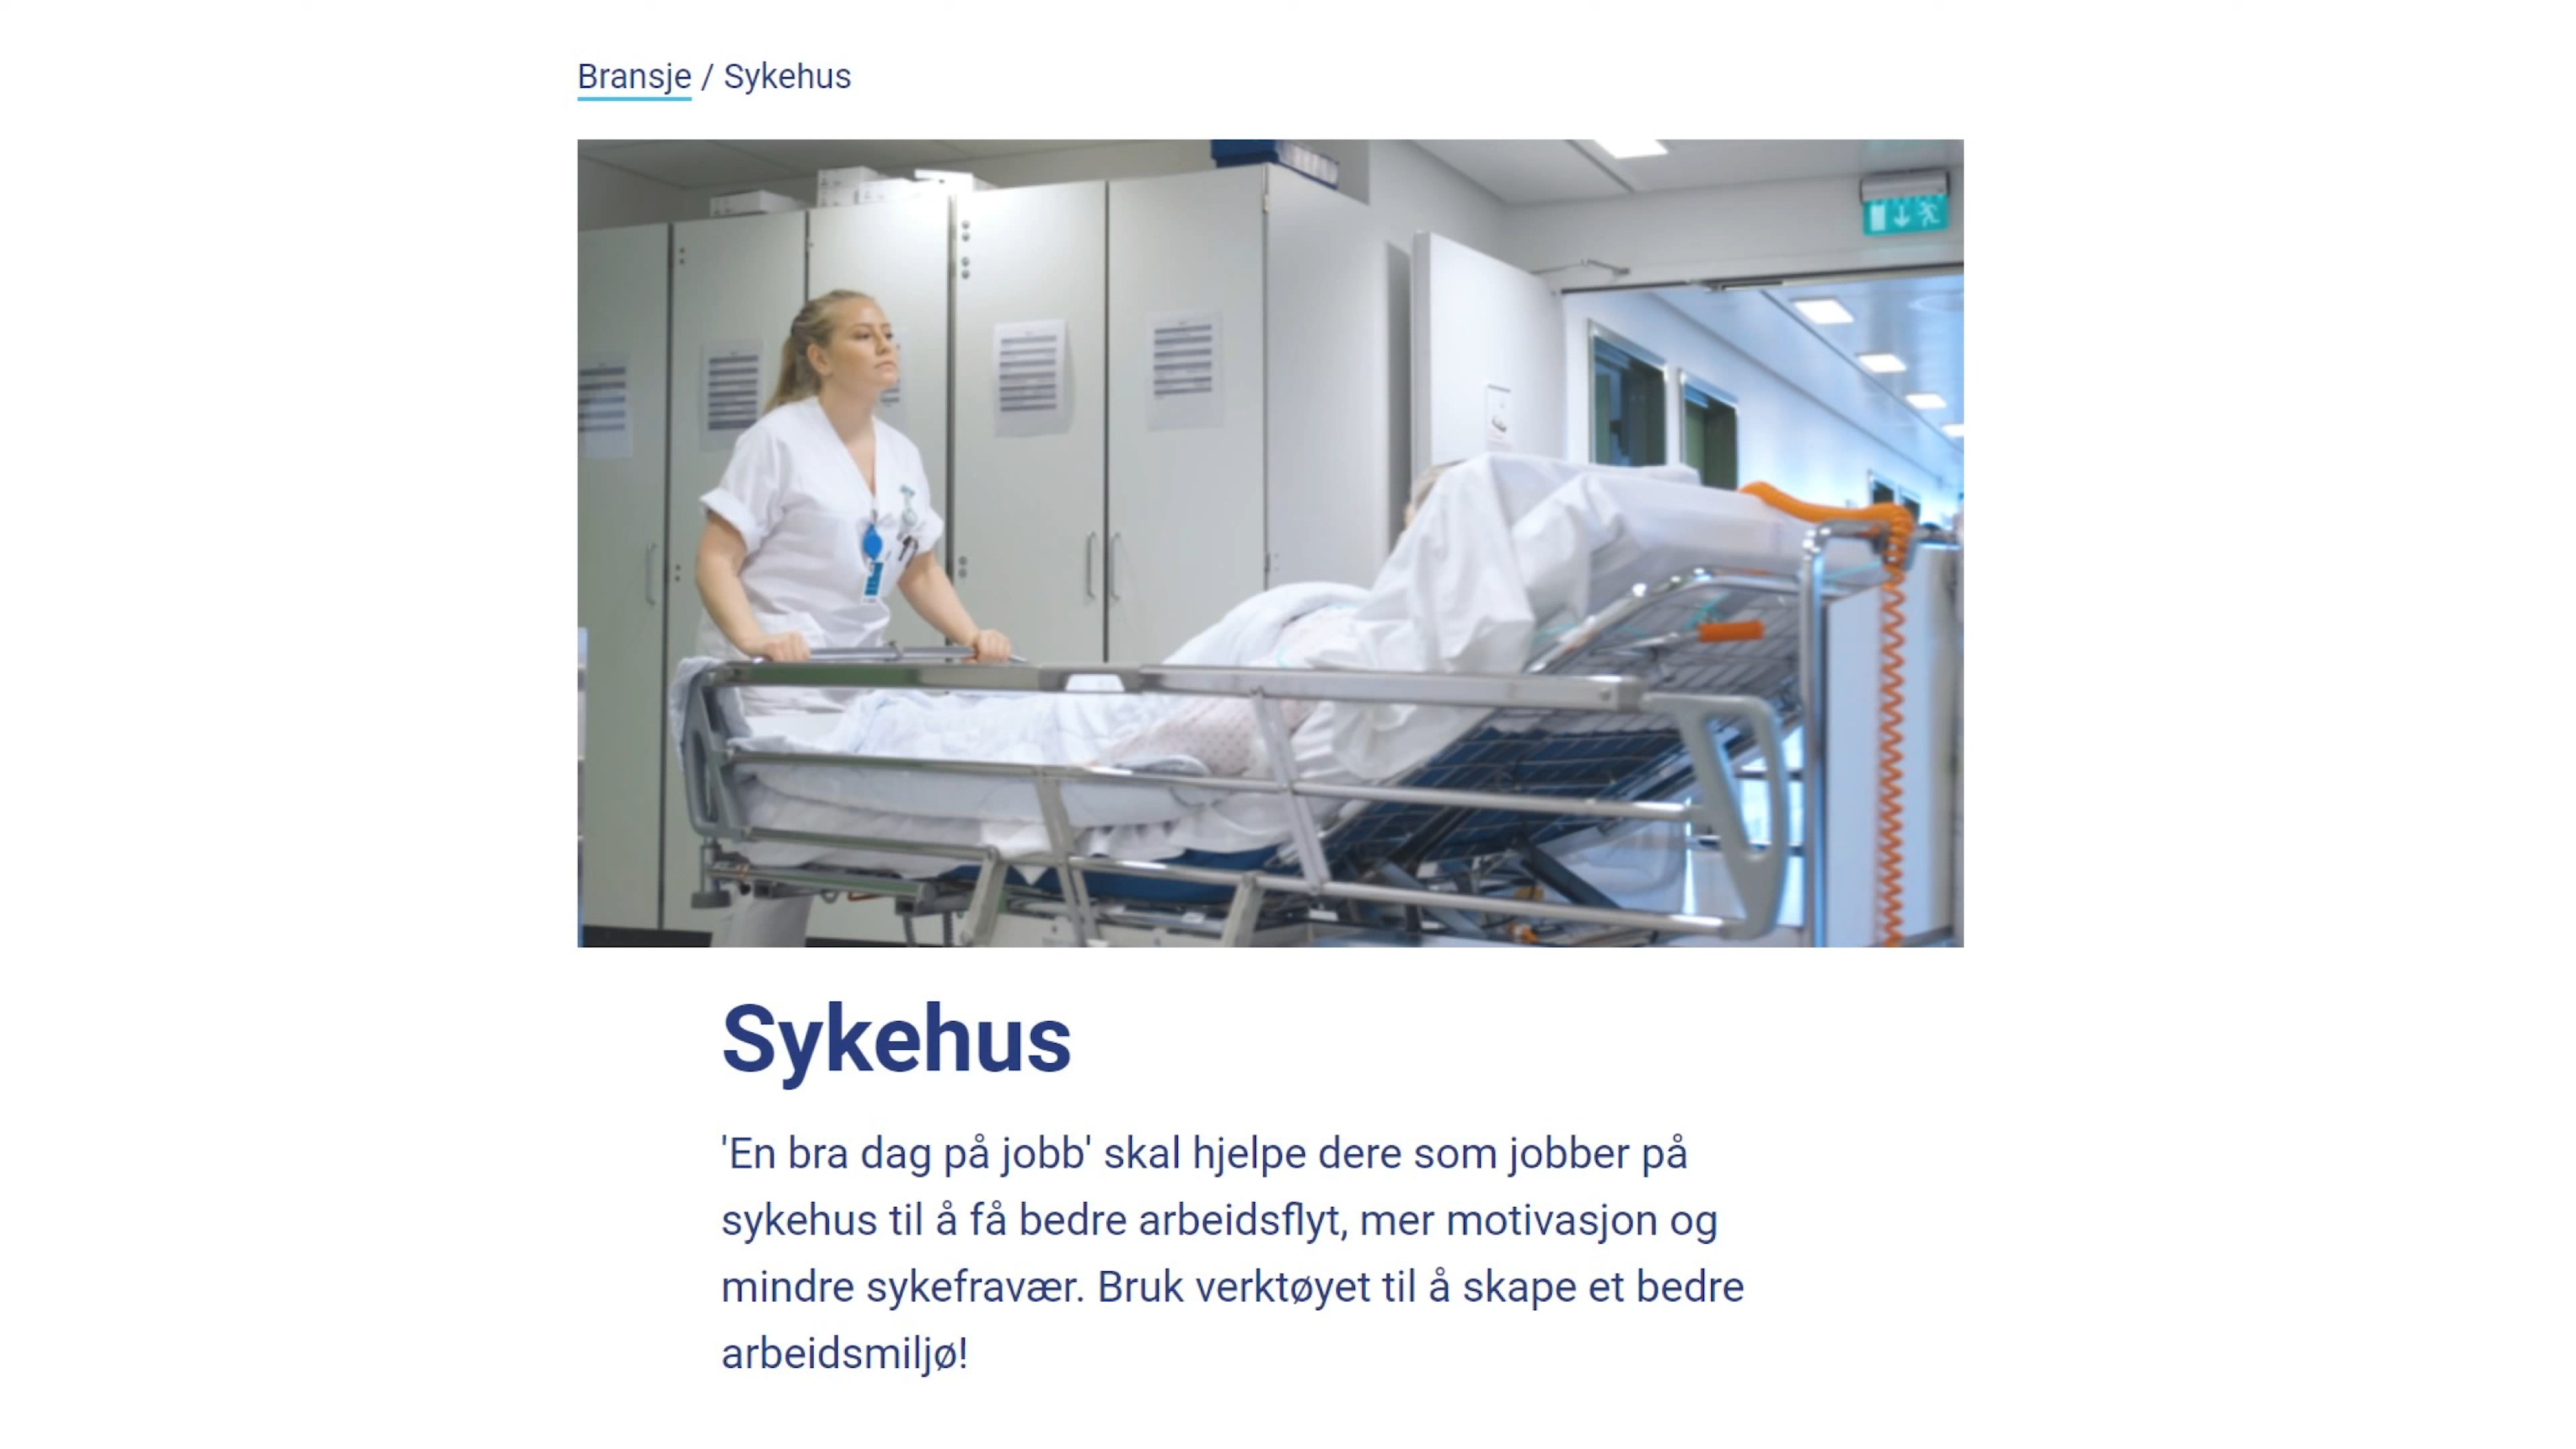 Bransje / Sykehus
Sykehus
'En bra dag på jobb' skal hjelpe dere som jobber på
sykehus til å få bedre arbeidsflyt, mer motivasjon og
mindre sykefravær. Bruk verktøyet til å skape et bedre
arbeidsmiljø!